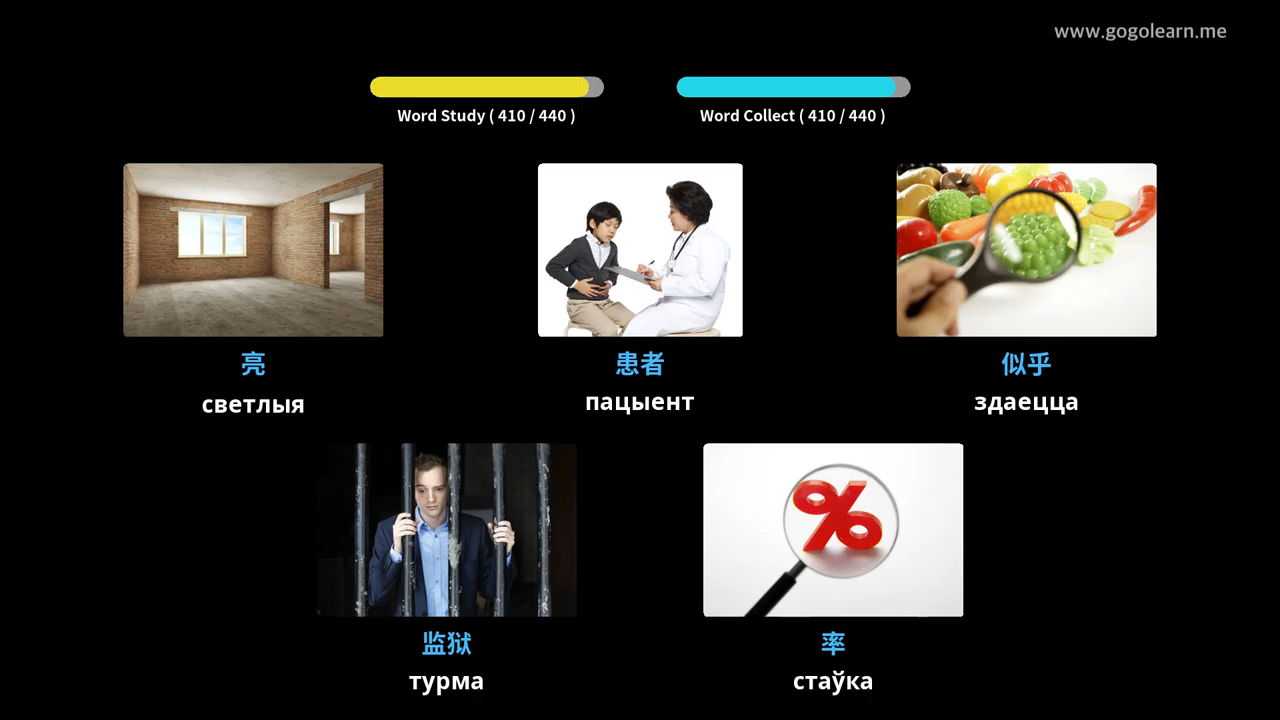 www.gogolearn.me
Word Study ( 410 / 440 )
Word Collect ( 410 / 440 )
亮
светлыя
患者
пацыент
似乎
здаецца
监狱
турма
率
стаўка
%